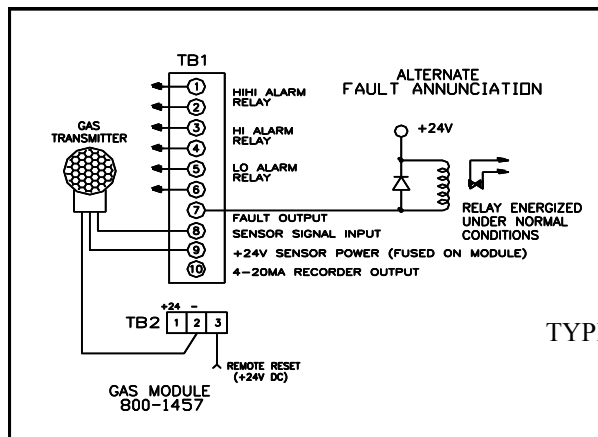 TB1
1
2
3
4
5
6
7
8
9
10
HIHI ALARM
RELAY
HI ALARM
RELAY
LO ALARM
RELAY
FAULT OUTPUT
SENSOR SIGNAL INPUT
+24V SENSOR POWER (FUSED ON MODULE)
4-20MA RECORDER OUTPUT
GAS
TRANSMITTER
ALTERNATE
FAULT ANNUNCIATION
+24V
RELAY ENERGIZED
UNDER NORMAL
CONDITIONS
+24 -
TB2 1 2 3
REMOTE RESET
(+24V DC)
GAS MODULE
800-1457